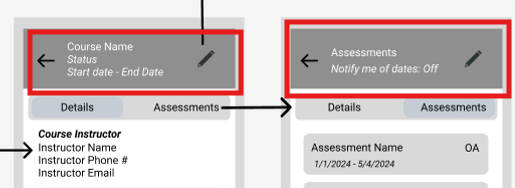 Course Name
Status
Start date - End Date
Details
Assessments
Course Instructor
Instructor Name
Instructor Phone #
Instructor Email
Assessments
Notify me of dates: Off
Details
Assessments
Assessment Name
OA
1/1/2024 - 5/4/2024